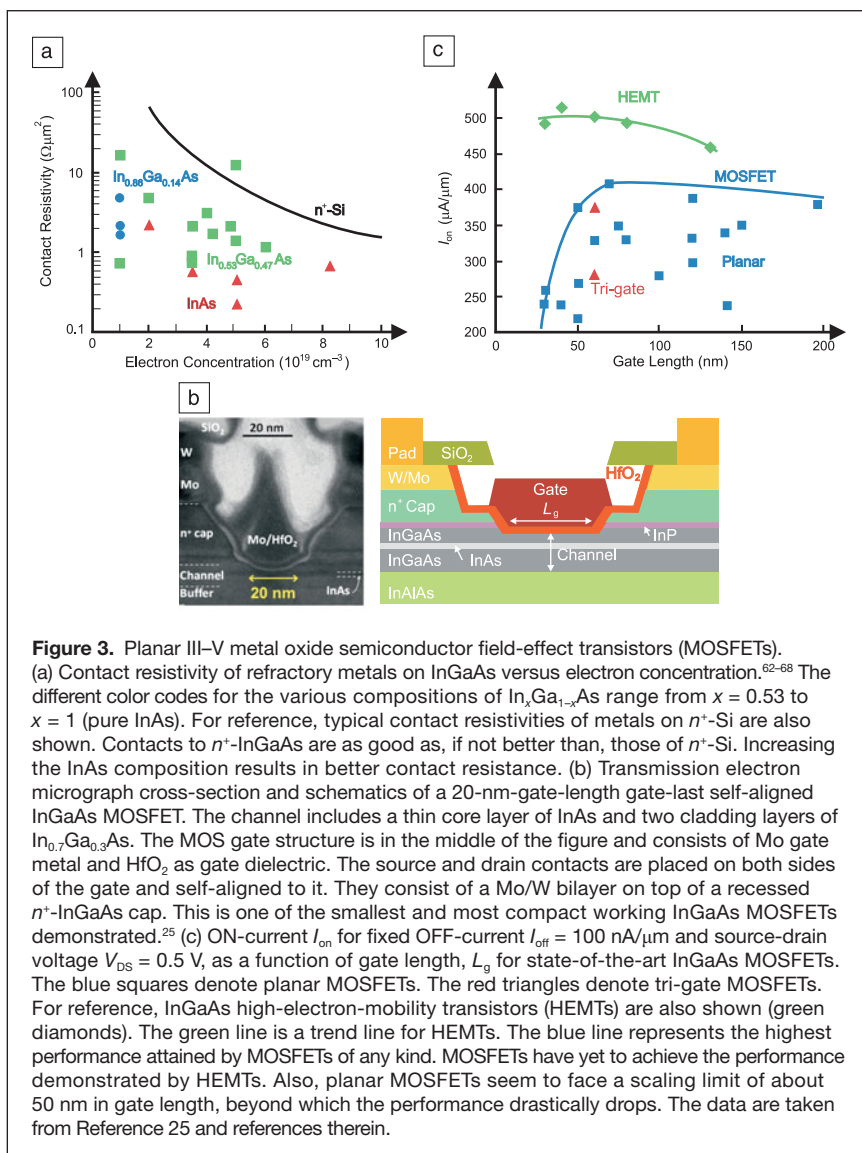 a
100
10
1
0.1
Contact Resistivity (Ωμm²)
In₀.₈₆Ga₀.₁₄As
n⁺-Si
In₀.₅₃Ga₀.₄₇As
InAs
0 2 4 6 8 10
Electron Concentration (10¹⁹ cm⁻³)
c
500
450
400
350
300
250
200
I_on (μA/μm)
HEMT
MOSFET
Planar
Tri-gate
0 50 100 150 200
Gate Length (nm)
b
SiO₂
20 nm
W
Mo
n⁺ cap
Mo/HfO₂
Channel
Buffer
20 nm
InAs
Pad
SiO₂
HfO₂
W/Mo
Gate
n⁺ Cap
L_g
InGaAs
InP
Channel
InGaAs
InAs
InAlAs
Figure 3. Planar III–V metal oxide semiconductor field-effect transistors (MOSFETs).
(a) Contact resistivity of refractory metals on InGaAs versus electron concentration.⁶²⁻⁶⁸ The
different color codes for the various compositions of InₓGa₁₋ₓAs range from x = 0.53 to
x = 1 (pure InAs). For reference, typical contact resistivities of metals on n⁺-Si are also
shown. Contacts to n⁺-InGaAs are as good as, if not better than, those of n⁺-Si. Increasing
the InAs composition results in better contact resistance. (b) Transmission electron
micrograph cross-section and schematics of a 20-nm-gate-length gate-last self-aligned
InGaAs MOSFET. The channel includes a thin core layer of InAs and two cladding layers of
In₀.₇Ga₀.₃As. The MOS gate structure is in the middle of the figure and consists of Mo gate
metal and HfO₂ as gate dielectric. The source and drain contacts are placed on both sides
of the gate and self-aligned to it. They consist of a Mo/W bilayer on top of a recessed
n⁺-InGaAs cap. This is one of the smallest and most compact working InGaAs MOSFETs
demonstrated.²⁵ (c) ON-current I_on for fixed OFF-current I_off = 100 nA/μm and source-drain
voltage V_DS = 0.5 V, as a function of gate length, L_g for state-of-the-art InGaAs MOSFETs.
The blue squares denote planar MOSFETs. The red triangles denote tri-gate MOSFETs.
For reference, InGaAs high-electron-mobility transistors (HEMTs) are also shown (green
diamonds). The green line is a trend line for HEMTs. The blue line represents the highest
performance attained by MOSFETs of any kind. MOSFETs have yet to achieve the performance
demonstrated by HEMTs. Also, planar MOSFETs seem to face a scaling limit of about
50 nm in gate length, beyond which the performance drastically drops. The data are taken
from Reference 25 and references therein.